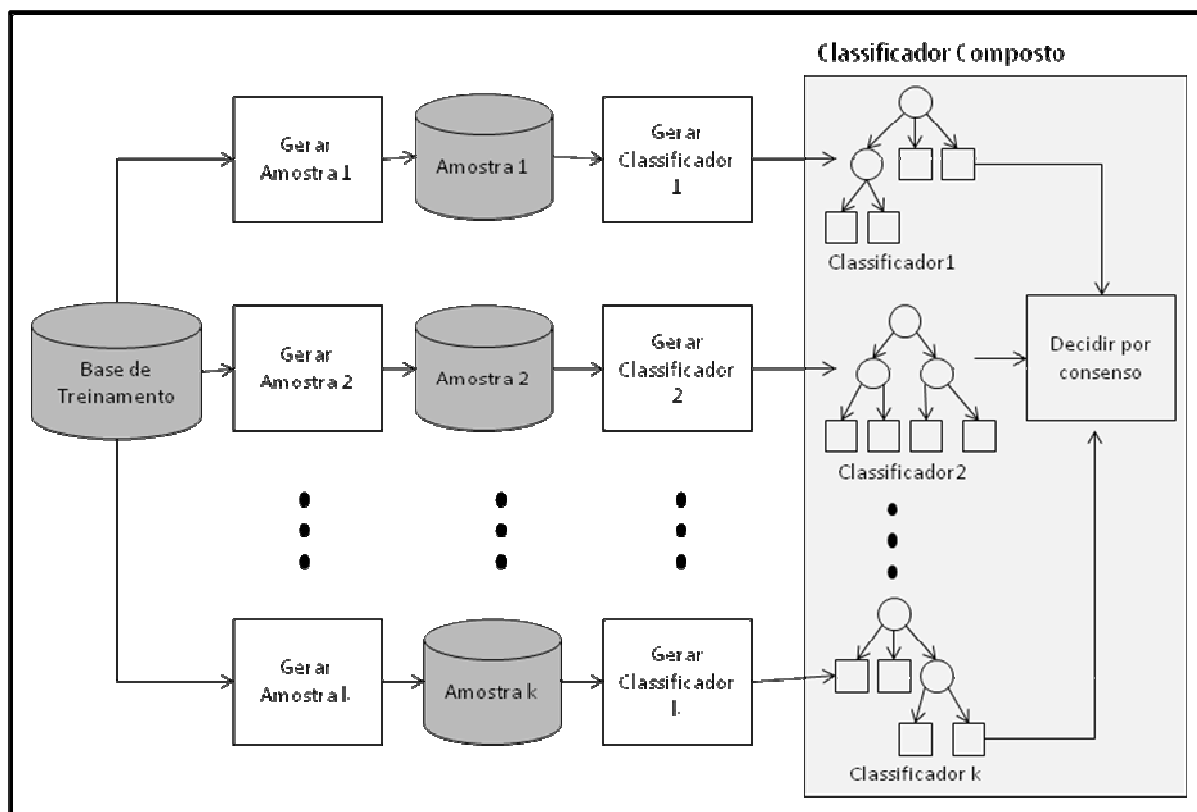 Classificador Composto
Gerar
Amostra 1
Amostra 1
Gerar
Classificador
1
Classificador1
Base de
Treinamento
Gerar
Amostra 2
Amostra 2
Gerar
Classificador
2
Classificador2
Decidir por
consenso
Gerar
Amostra
Amostra k
Gerar
Classificador
Classificador k